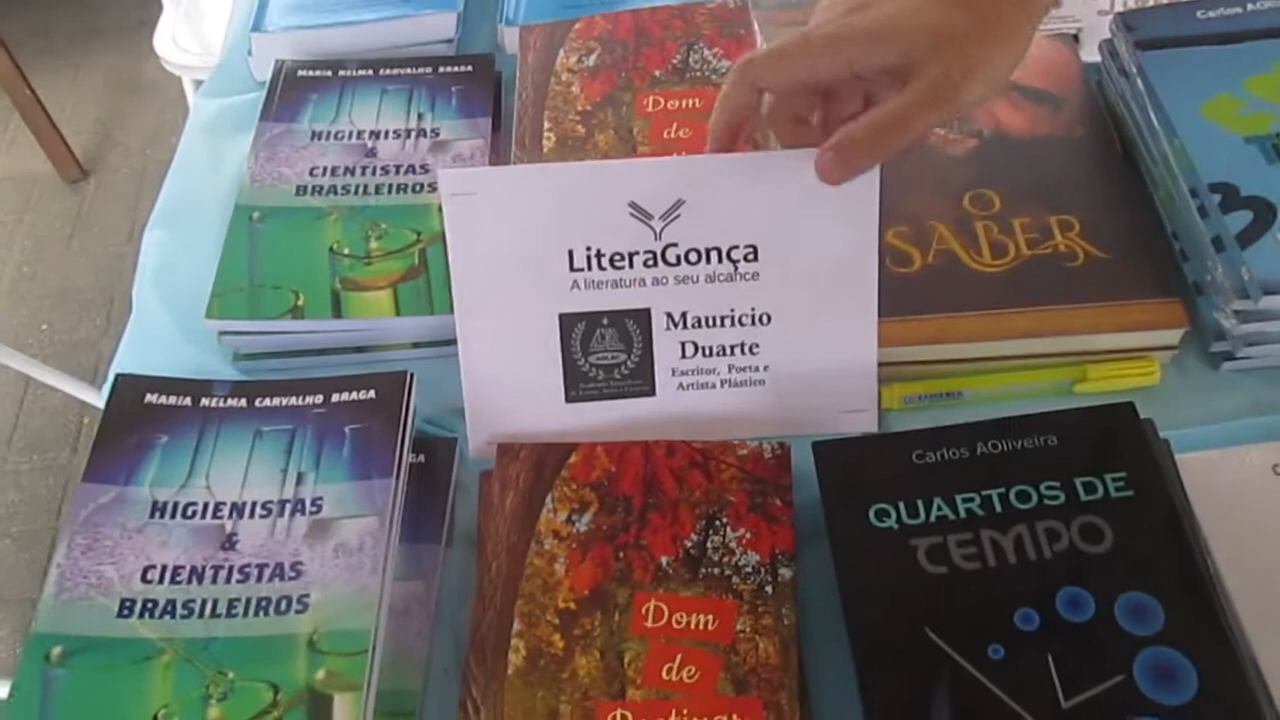 MARIA NELMA CARVALHO BRAGA
HIGIENISTAS
&
CIENTISTAS
BRASILEIROS
Dom
de
LiteraGonça
A literatura ao seu alcance
Mauricio
Duarte
Escritor, Poeta e
Artista Plástico
O
SABER
Carlos
MARIA NELMA CARVALHO BRAGA
HIGIENISTAS
&
CIENTISTAS
BRASILEIROS
GA
Dom
de
Carlos AOliveira
QUARTOS DE
TEMPO